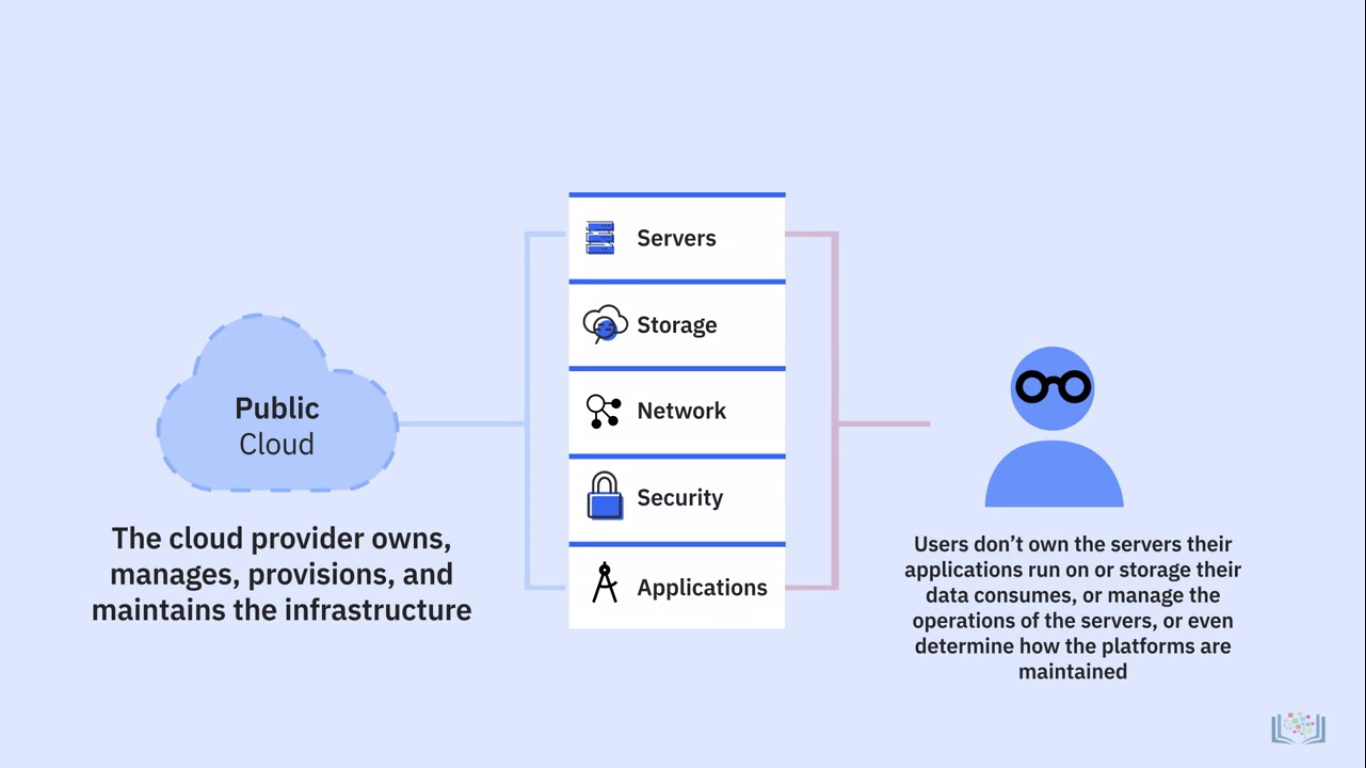 Public
Cloud
The cloud provider owns,
manages, provisions, and
maintains the infrastructure
Servers
Storage
Network
Security
Applications
Users don’t own the servers their
applications run on or storage their
data consumes, or manage the
operations of the servers, or even
determine how the platforms are
maintained